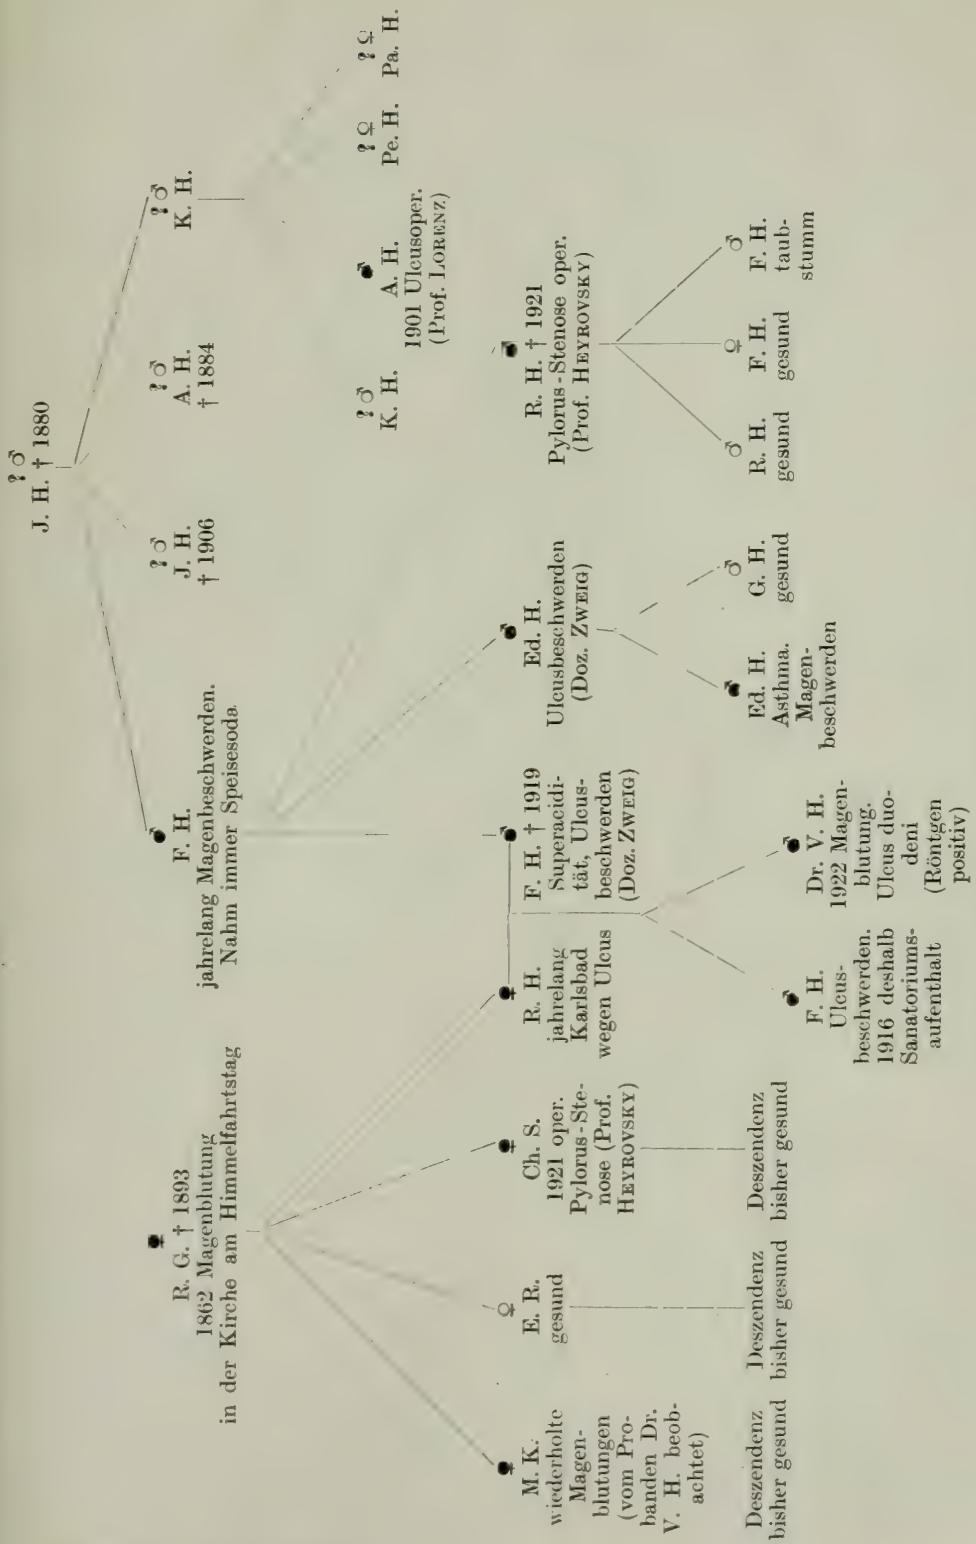 ? ♂
J. H. † 1880
R. G. † 1893
1862 Magenblutung
in der Kirche am Himmelfahrtstag
F. H.
jahrelang Magenbeschwerden.
Nahm immer Speisesoda
? ♂
J. H.
† 1906
? ♂
A. H.
† 1884
? ♂
K. H.
? ♂
K. H.
A. H.
1901 Ulcusoper.
(Prof. LORENZ)
? ♀
Pe. H.
? ♀
Pa. H.
M. K.
wiederholte
Magen-
blutungen
(vom Pro-
banden Dr.
V. H. beob-
achtet)
♀
E. R.
gesund
Ch. S.
1921 oper.
Pylorus-Ste-
nose (Prof.
HEYROVSKY)
R. H.
jahrelang
Karlsbad
wegen Ulcus
F. H. † 1919
Superacidi-
tät, Ulcus-
beschwerden
(Doz. ZWEIG)
Ed. H.
Ulcusbeschwerden
(Doz. ZWEIG)
R. H. † 1921
Pylorus-Stenose oper.
(Prof. HEYROVSKY)
Deszendenz
bisher gesund
Deszendenz
bisher gesund
Deszendenz
bisher gesund
F. H.
Ulcus-
beschwerden.
1916 deshalb
Sanatoriums-
aufenthalt
Dr. V. H.
1922 Magen-
blutung.
Ulcus duo-
deni
(Röntgen
positiv)
Ed. H.
Asthma.
Magen-
beschwerden
♂
G. H.
gesund
♂
R. H.
gesund
♀
F. H.
gesund
♂
F. H.
taub-
stumm